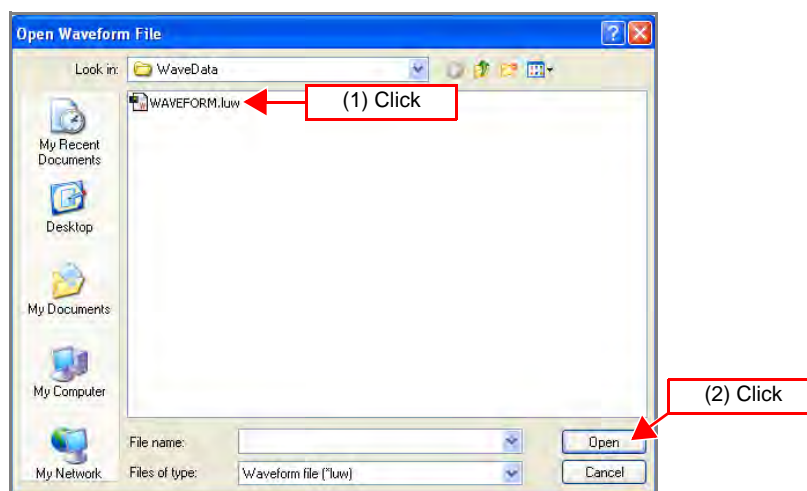 Open Waveform File
Look in:
WaveData
WAVEFORM.luw
(1) Click
My Recent
Documents
Desktop
My Documents
My Computer
(2) Click
My Network
File name:
Open
Files of type:
Waveform file (*luw)
Cancel